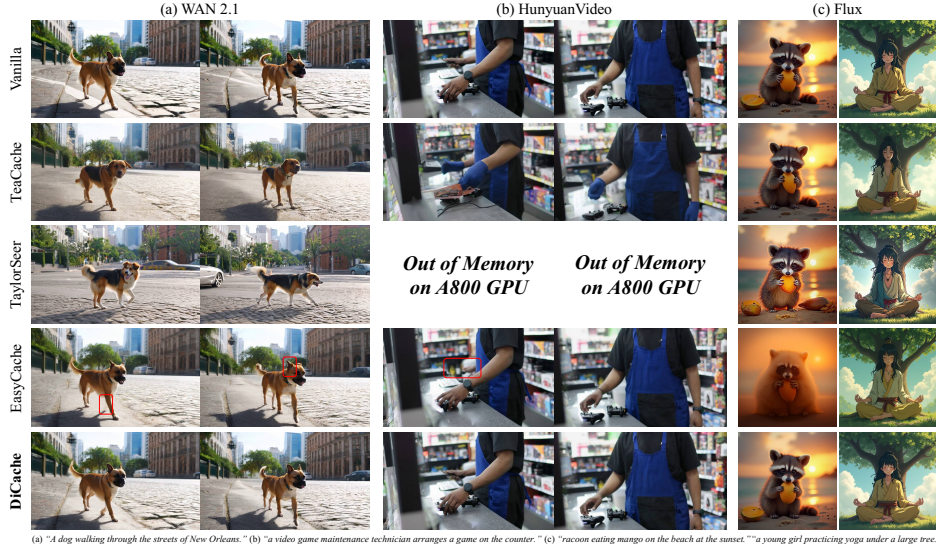 (a) WAN 2.1
(b) HunyuanVideo
(c) Flux
Vanilla
TeaCache
TaylorSeer
Out of Memory
on A800 GPU
Out of Memory
on A800 GPU
EasyCache
DiCache
(a) "A dog walking through the streets of New Orleans." (b) "a video game maintenance technician arranges a game on the counter." (c) "racoon eating mango on the beach at the sunset." "a young girl practicing yoga under a large tree.